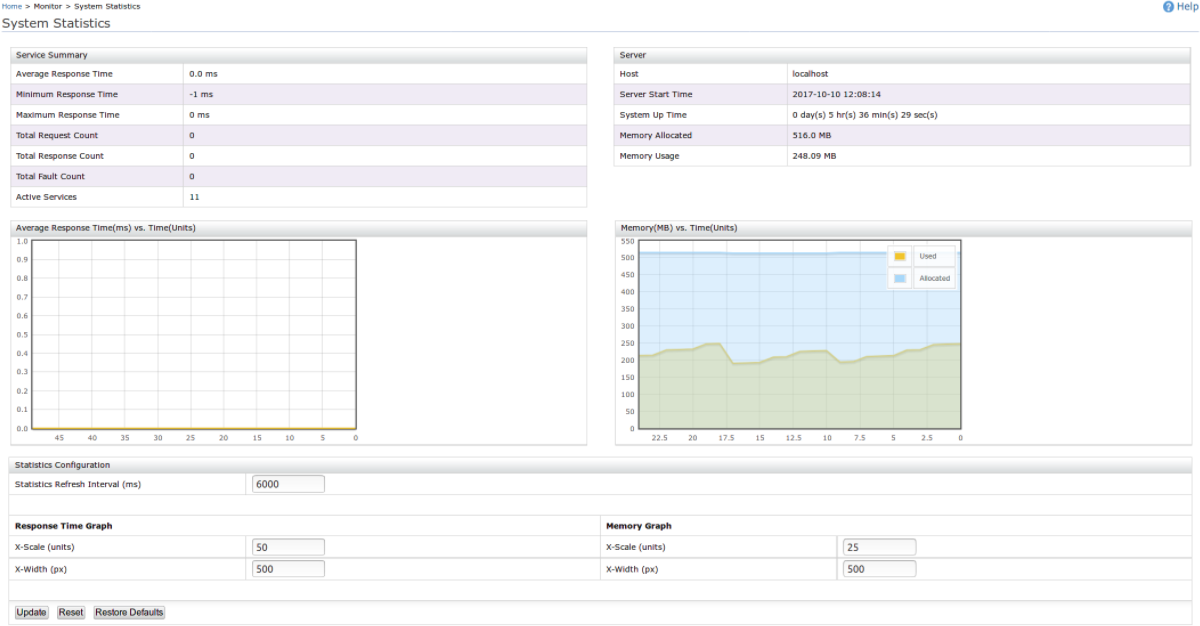 Home > Monitor > System Statistics
Help
System Statistics
Service Summary
Average Response Time 0.0 ms
Minimum Response Time -1 ms
Maximum Response Time 0 ms
Total Request Count 0
Total Response Count 0
Total Fault Count 0
Active Services 11
Server
Host localhost
Server Start Time 2017-10-10 12:08:14
System Up Time 0 day(s) 5 hr(s) 36 min(s) 29 sec(s)
Memory Allocated 516.0 MB
Memory Usage 248.09 MB
Average Response Time(ms) vs. Time(Units)
1.0
0.9
0.8
0.7
0.6
0.5
0.4
0.3
0.2
0.1
0.0
45 40 35 30 25 20 15 10 5 0
Memory(MB) vs. Time(Units)
550
500
450
400
350
300
250
200
150
100
50
0
Used
Allocated
22.5 20 17.5 15 12.5 10 7.5 5 2.5 0
Statistics Configuration
Statistics Refresh Interval (ms) 6000
Response Time Graph
X-Scale (units) 50
X-Width (px) 500
Memory Graph
X-Scale (units) 25
X-Width (px) 500
Update Reset Restore Defaults